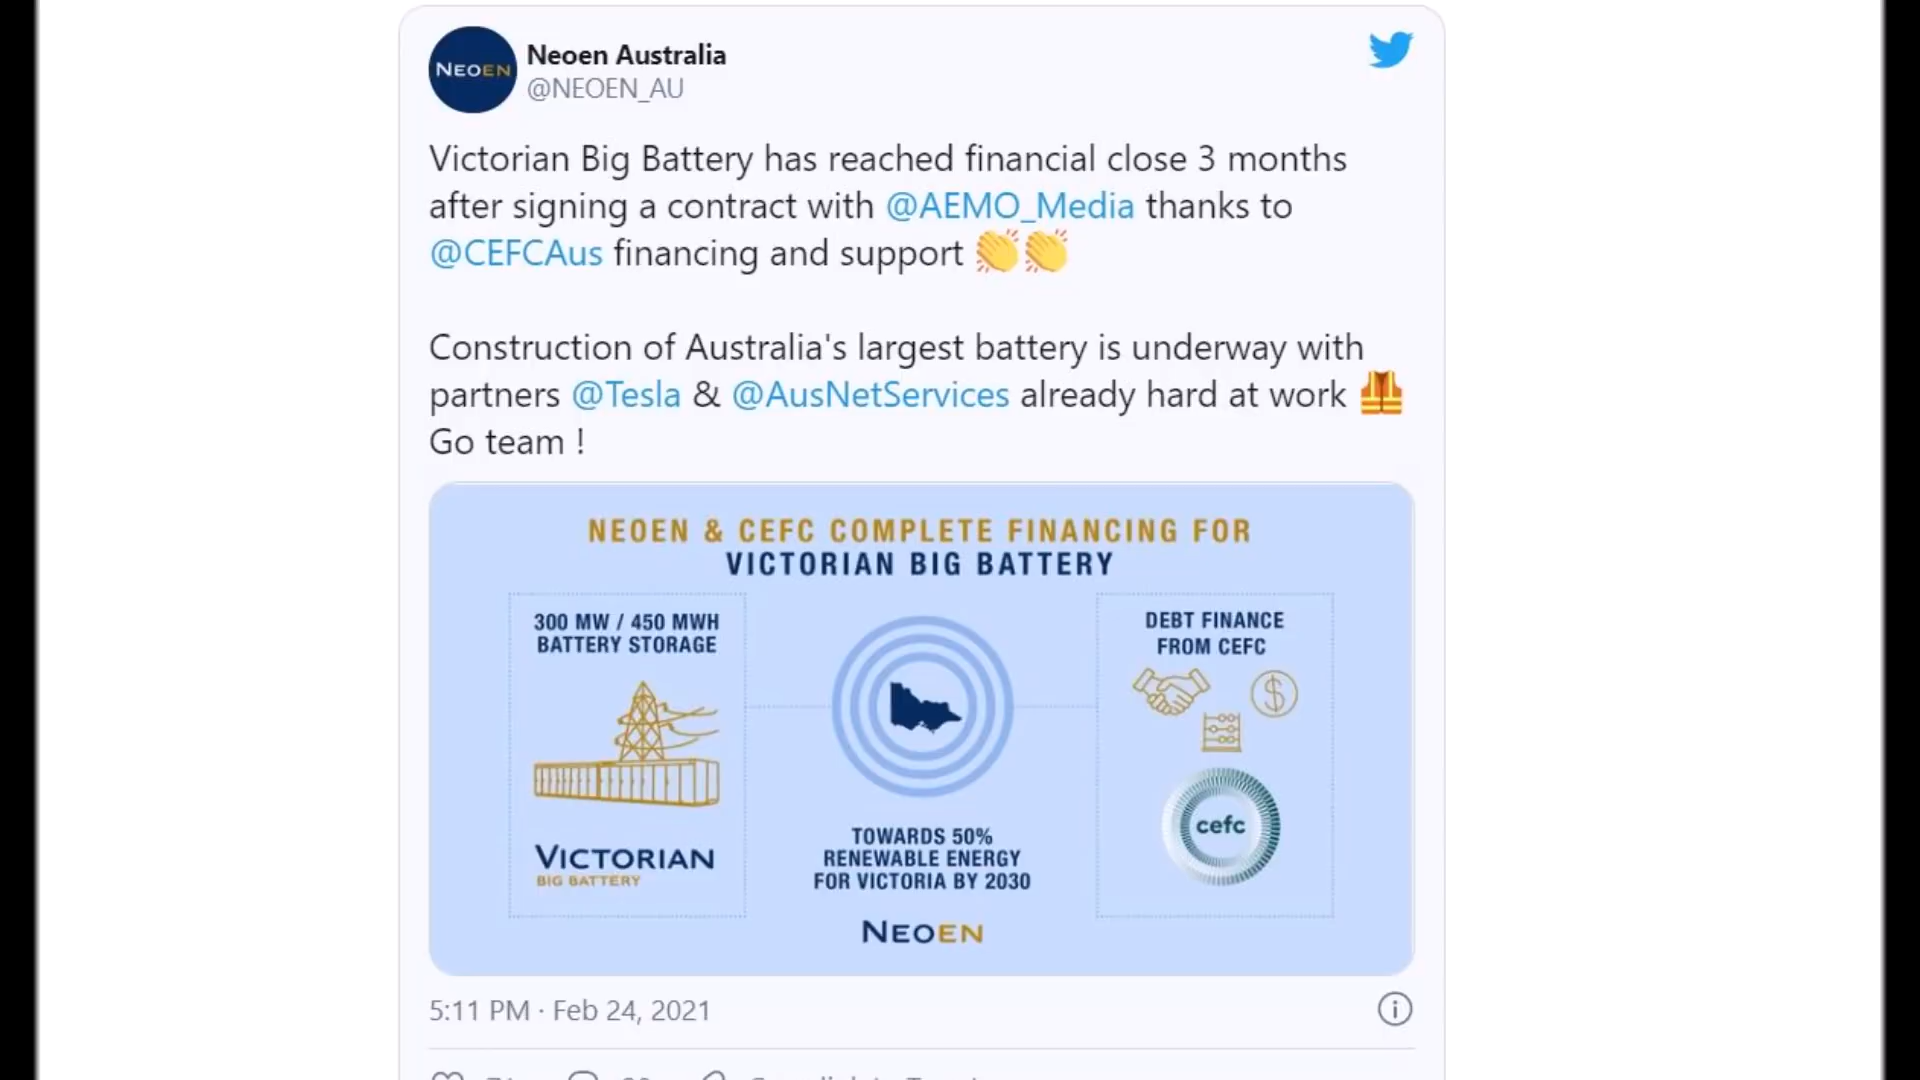 NEOEN
Neoen Australia
@NEOEN_AU
Victorian Big Battery has reached financial close 3 months
after signing a contract with @AEMO_Media thanks to
@CEFCAus financing and support 👏👏
Construction of Australia's largest battery is underway with
partners @Tesla & @AusNetServices already hard at work 🦺
Go team !
NEOEN & CEFC COMPLETE FINANCING FOR
VICTORIAN BIG BATTERY
300 MW / 450 MWH
BATTERY STORAGE
VICTORIAN
BIG BATTERY
TOWARDS 50%
RENEWABLE ENERGY
FOR VICTORIA BY 2030
NEOEN
DEBT FINANCE
FROM CEFC
cefc
5:11 PM · Feb 24, 2021